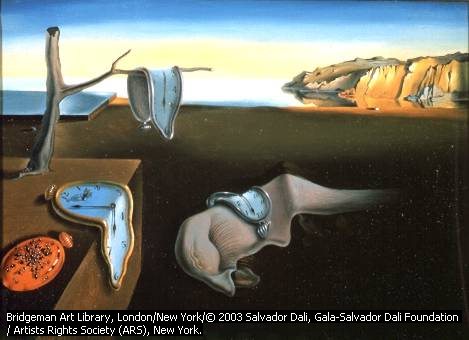 Bridgeman Art Library, London/New York/© 2003 Salvador Dali, Gala-Salvador Dali Foundation
/ Artists Rights Society (ARS), New York.